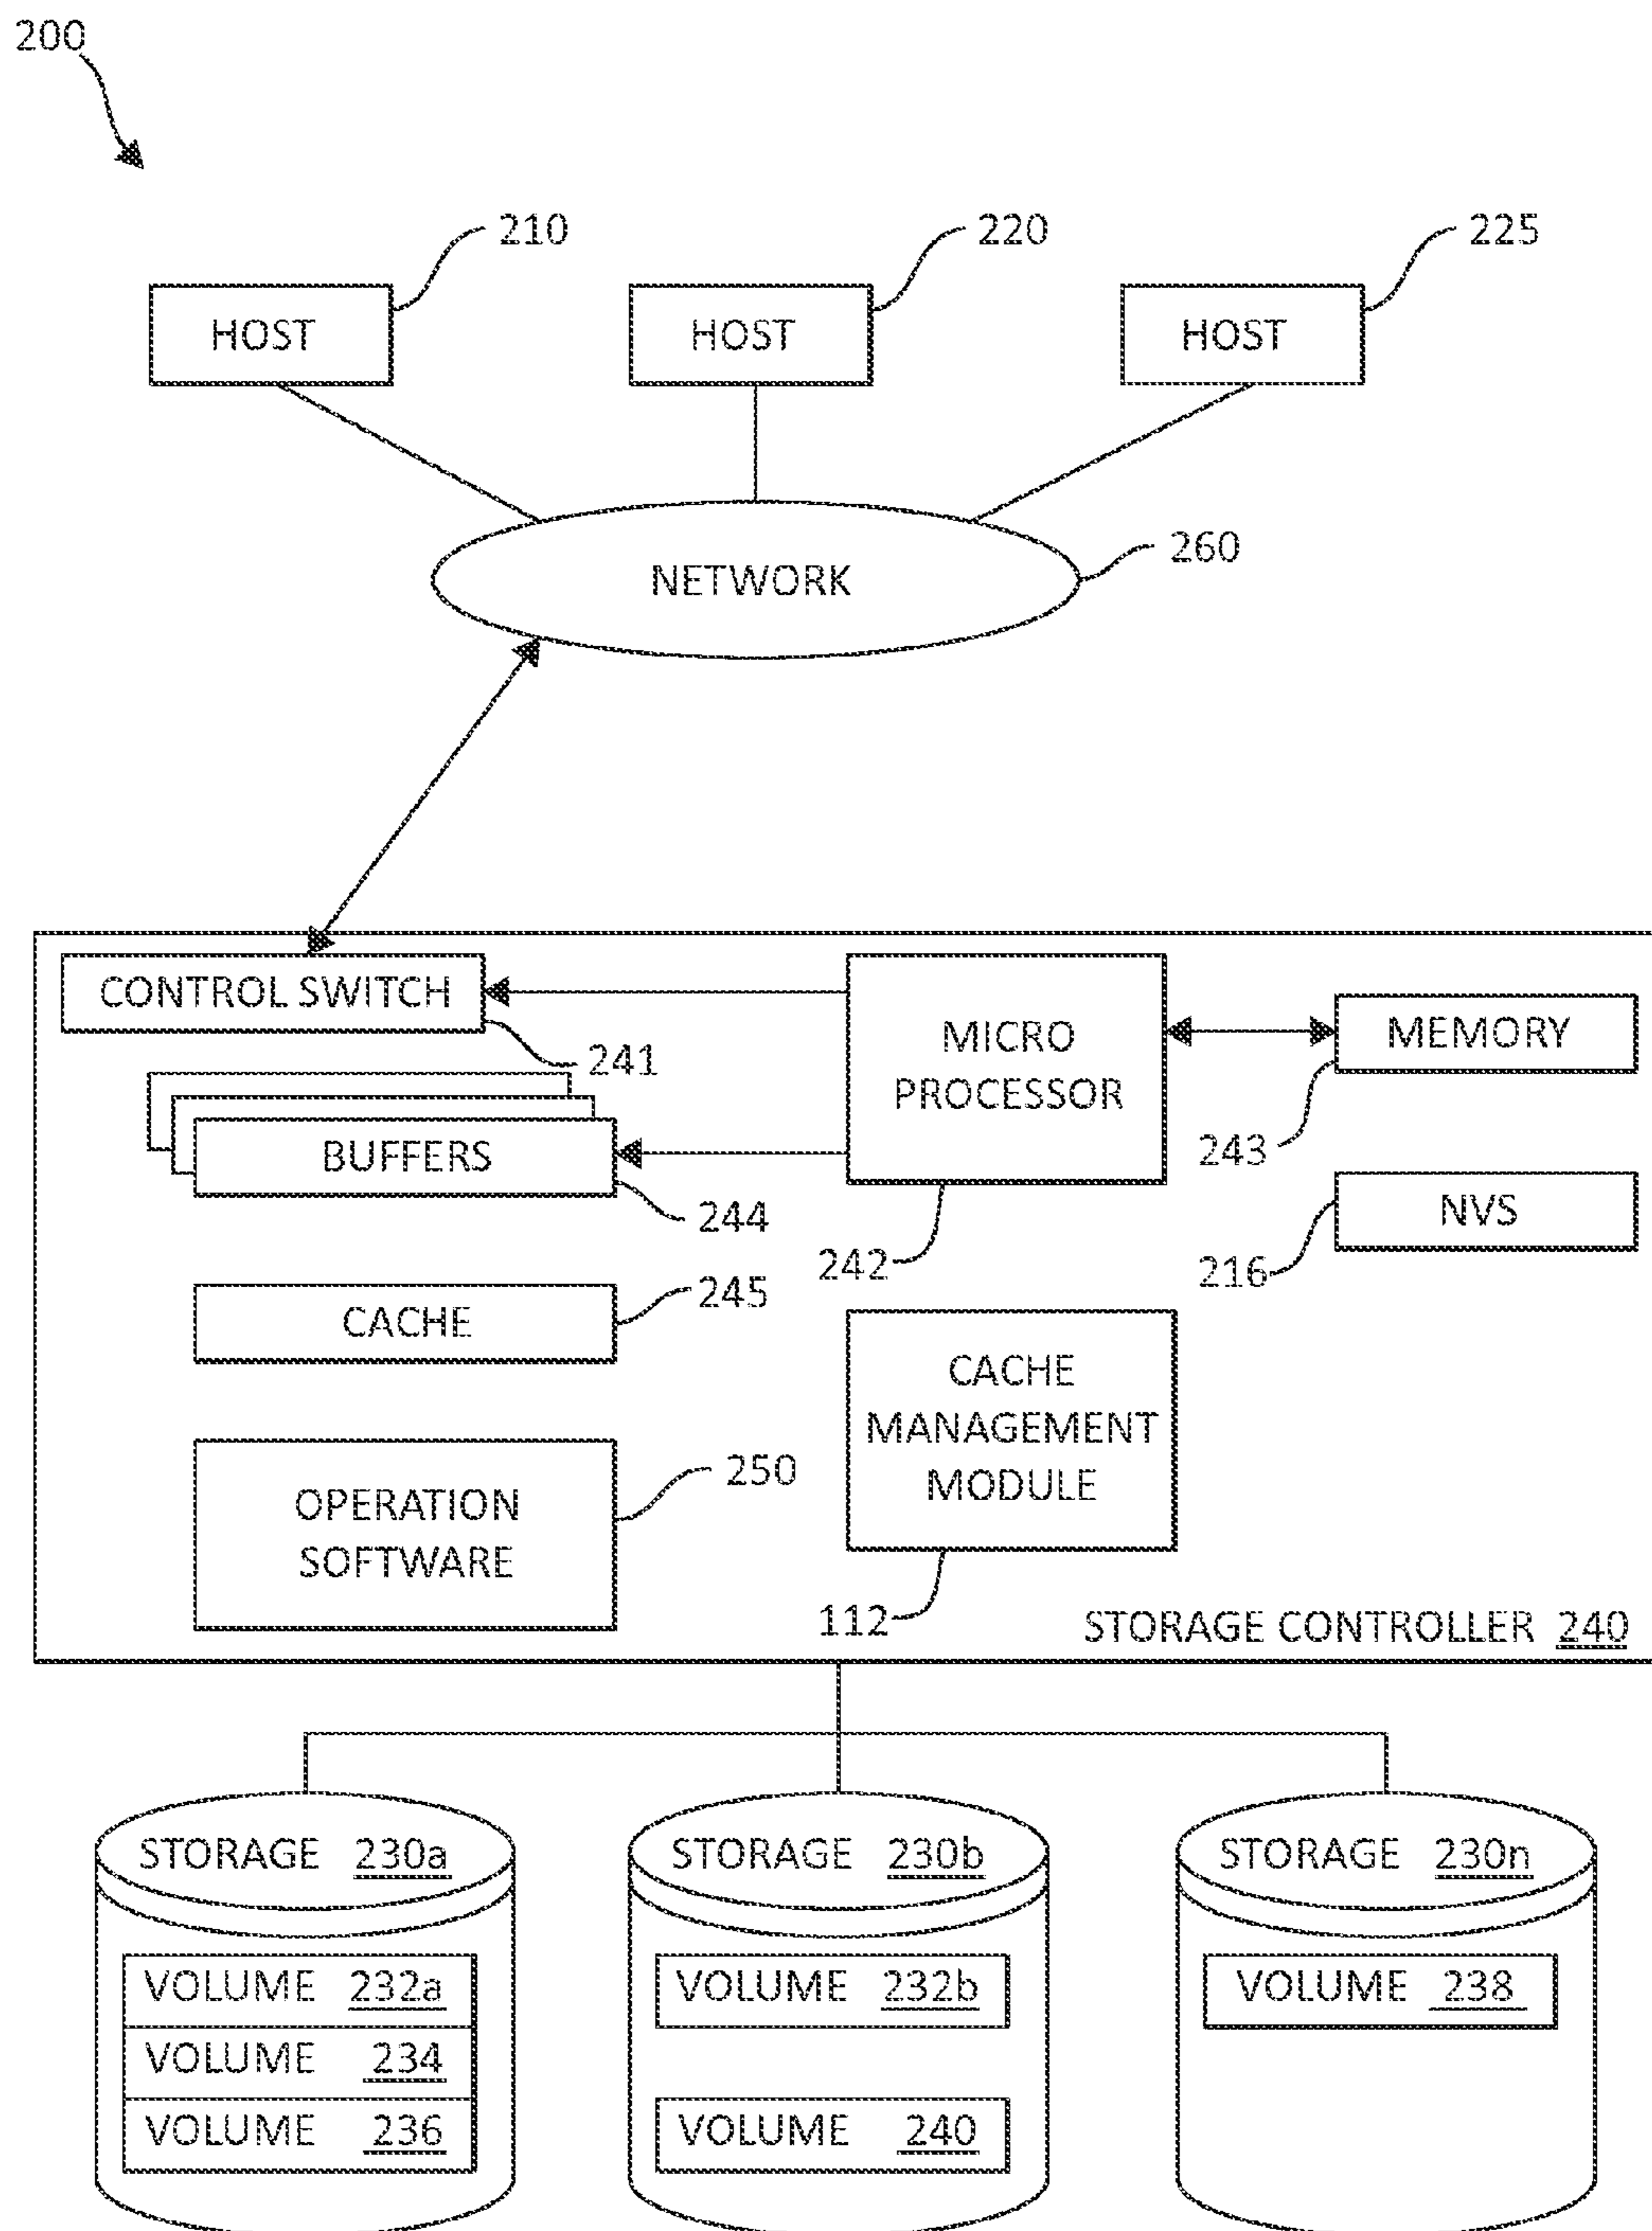 200
210
220
225
HOST
HOST
HOST
260
NETWORK
CONTROL SWITCH
241
MICRO
PROCESSOR
242
MEMORY
243
BUFFERS
244
NVS
216
CACHE
245
CACHE
MANAGEMENT
MODULE
112
OPERATION
SOFTWARE
250
STORAGE CONTROLLER 240
STORAGE 230a
VOLUME 232a
VOLUME 234
VOLUME 236
STORAGE 230b
VOLUME 232b
VOLUME 240
STORAGE 230n
VOLUME 238